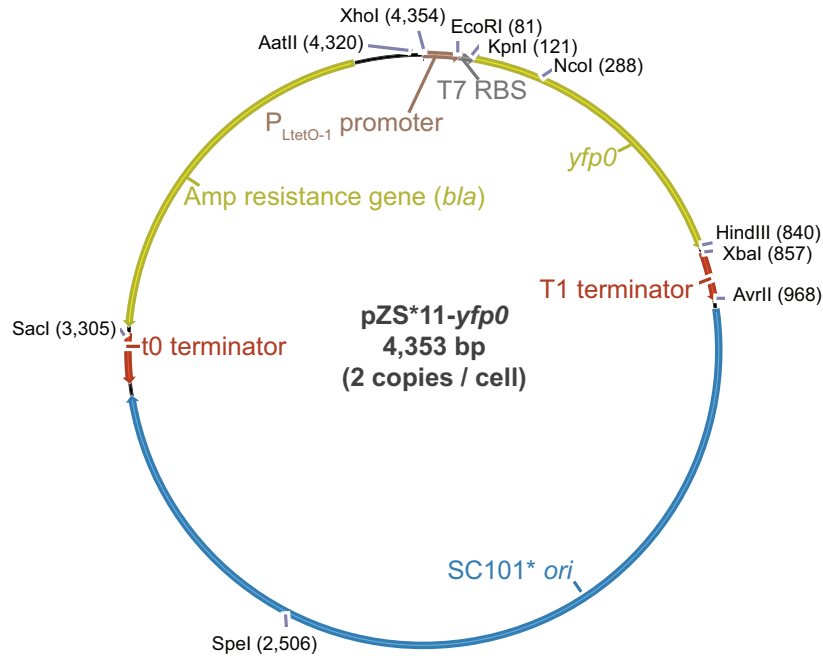 XhoI (4,354)
EcoRI (81)
AatII (4,320)
KpnI (121)
NcoI (288)
T7 RBS
PLtetO-1 promoter
yfp0
Amp resistance gene (bla)
HindIII (840)
XbaI (857)
T1 terminator
AvrII (968)
SacI (3,305)
t0 terminator
pZS*11-yfp0
4,353 bp
(2 copies / cell)
SC101* ori
SpeI (2,506)